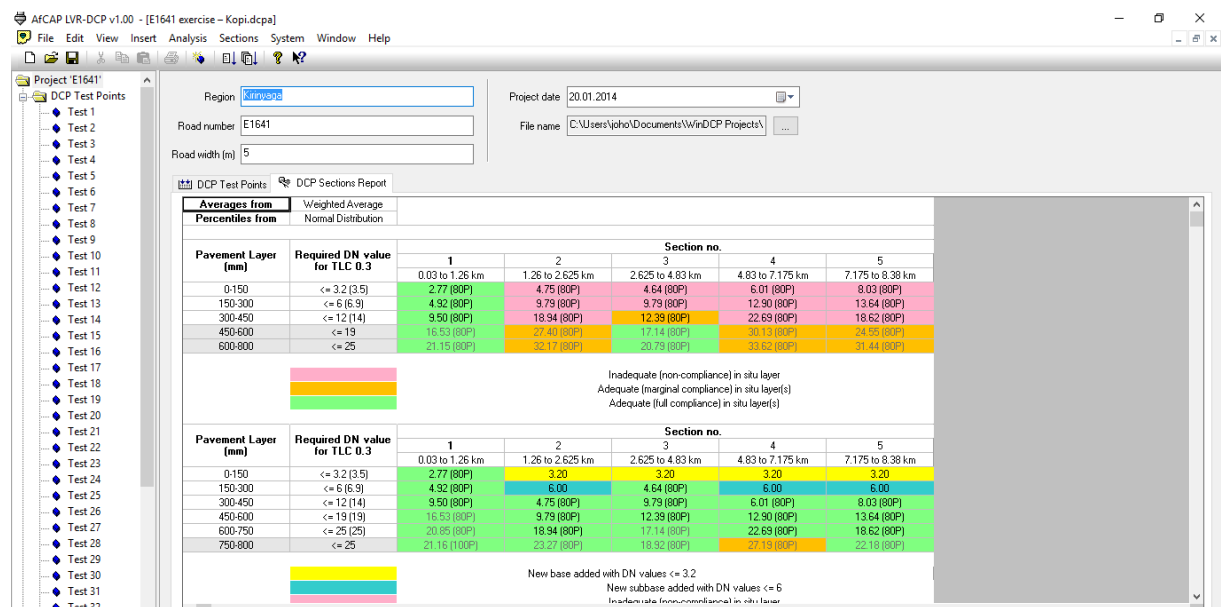 AfCAP LVR-DCP v1.00 - [E1641 exercise – Kopi.dcpa]
File Edit View Insert Analysis Sections System Window Help
Project 'E1641'
DCP Test Points
Test 1
Test 2
Test 3
Test 4
Test 5
Test 6
Test 7
Test 8
Test 9
Test 10
Test 11
Test 12
Test 13
Test 14
Test 15
Test 16
Test 17
Test 18
Test 19
Test 20
Test 21
Test 22
Test 23
Test 24
Test 25
Test 26
Test 27
Test 28
Test 29
Test 30
Test 31
Test 32
Region Kirinyaga Project date 20.01.2014
Road number E1641 File name C:\Users\joho\Documents\WinDCP Projects\ ...
Road width (m) 5
DCP Test Points DCP Sections Report
Averages from Weighted Average
Percentiles from Normal Distribution
Pavement Layer (mm) Required DN value for TLC 0.3 Section no.
1 2 3 4 5
0.03 to 1.26 km 1.26 to 2.625 km 2.625 to 4.83 km 4.83 to 7.175 km 7.175 to 8.38 km
0-150 <= 3.2 (3.5) 2.77 (80P) 4.75 (80P) 4.64 (80P) 6.01 (80P) 8.03 (80P)
150-300 <= 6 (6.9) 4.92 (80P) 9.79 (80P) 9.79 (80P) 12.90 (80P) 13.64 (80P)
300-450 <= 12 (14) 9.50 (80P) 18.94 (80P) 12.39 (80P) 22.69 (80P) 18.62 (80P)
450-600 <= 19 16.53 (80P) 27.40 (80P) 17.14 (80P) 30.13 (80P) 24.55 (80P)
600-800 <= 25 21.15 (80P) 32.17 (80P) 20.79 (80P) 33.62 (80P) 31.44 (80P)
Inadequate (non-compliance) in situ layer
Adequate (marginal compliance) in situ layer(s)
Adequate (full compliance) in situ layer(s)
Pavement Layer (mm) Required DN value for TLC 0.3 Section no.
1 2 3 4 5
0.03 to 1.26 km 1.26 to 2.625 km 2.625 to 4.83 km 4.83 to 7.175 km 7.175 to 8.38 km
0-150 <= 3.2 (3.5) 2.77 (80P) 3.20 3.20 3.20 3.20
150-300 <= 6 (6.9) 4.92 (80P) 6.00 4.64 (80P) 6.00 6.00
300-450 <= 12 (14) 9.50 (80P) 4.75 (80P) 9.79 (80P) 6.01 (80P) 8.03 (80P)
450-600 <= 19 (19) 16.53 (80P) 9.79 (80P) 12.39 (80P) 12.90 (80P) 13.64 (80P)
600-750 <= 25 (25) 20.85 (80P) 18.94 (80P) 17.14 (80P) 22.69 (80P) 18.62 (80P)
750-800 <= 25 21.16 (100P) 23.27 (80P) 18.92 (80P) 27.19 (80P) 22.18 (80P)
New base added with DN values <= 3.2
New subbase added with DN values <= 6
Inadequate (non-compliance) in situ layer